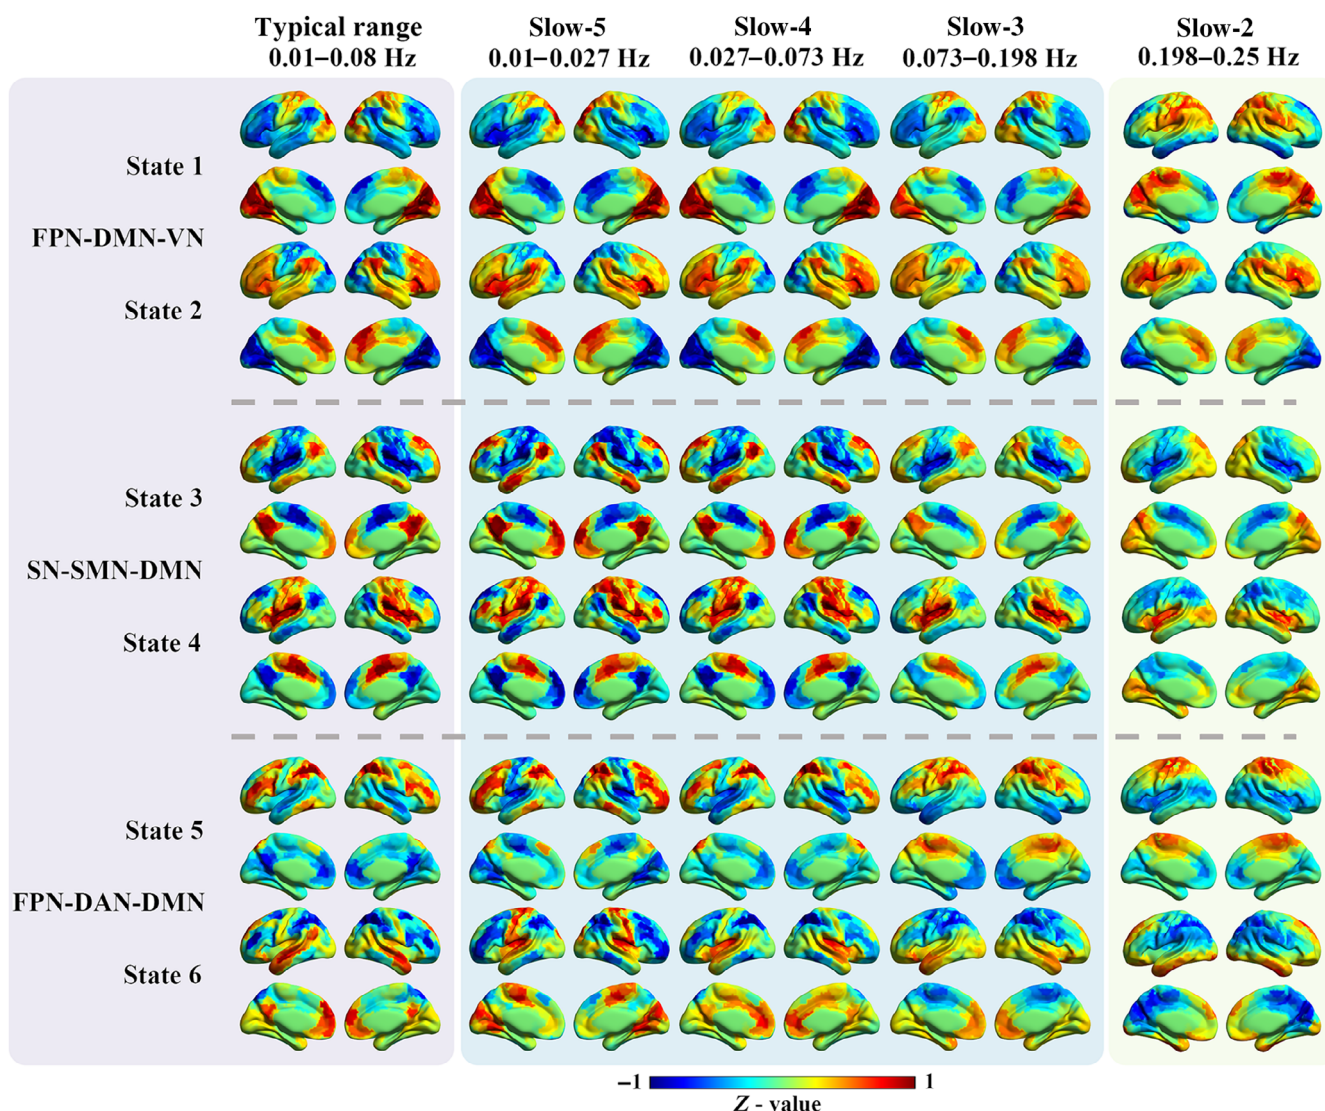 Typical range
0.01–0.08 Hz
Slow-5
0.01–0.027 Hz
Slow-4
0.027–0.073 Hz
Slow-3
0.073–0.198 Hz
Slow-2
0.198–0.25 Hz
State 1
FPN-DMN-VN
State 2
State 3
SN-SMN-DMN
State 4
State 5
FPN-DAN-DMN
State 6
–1
1
Z - value